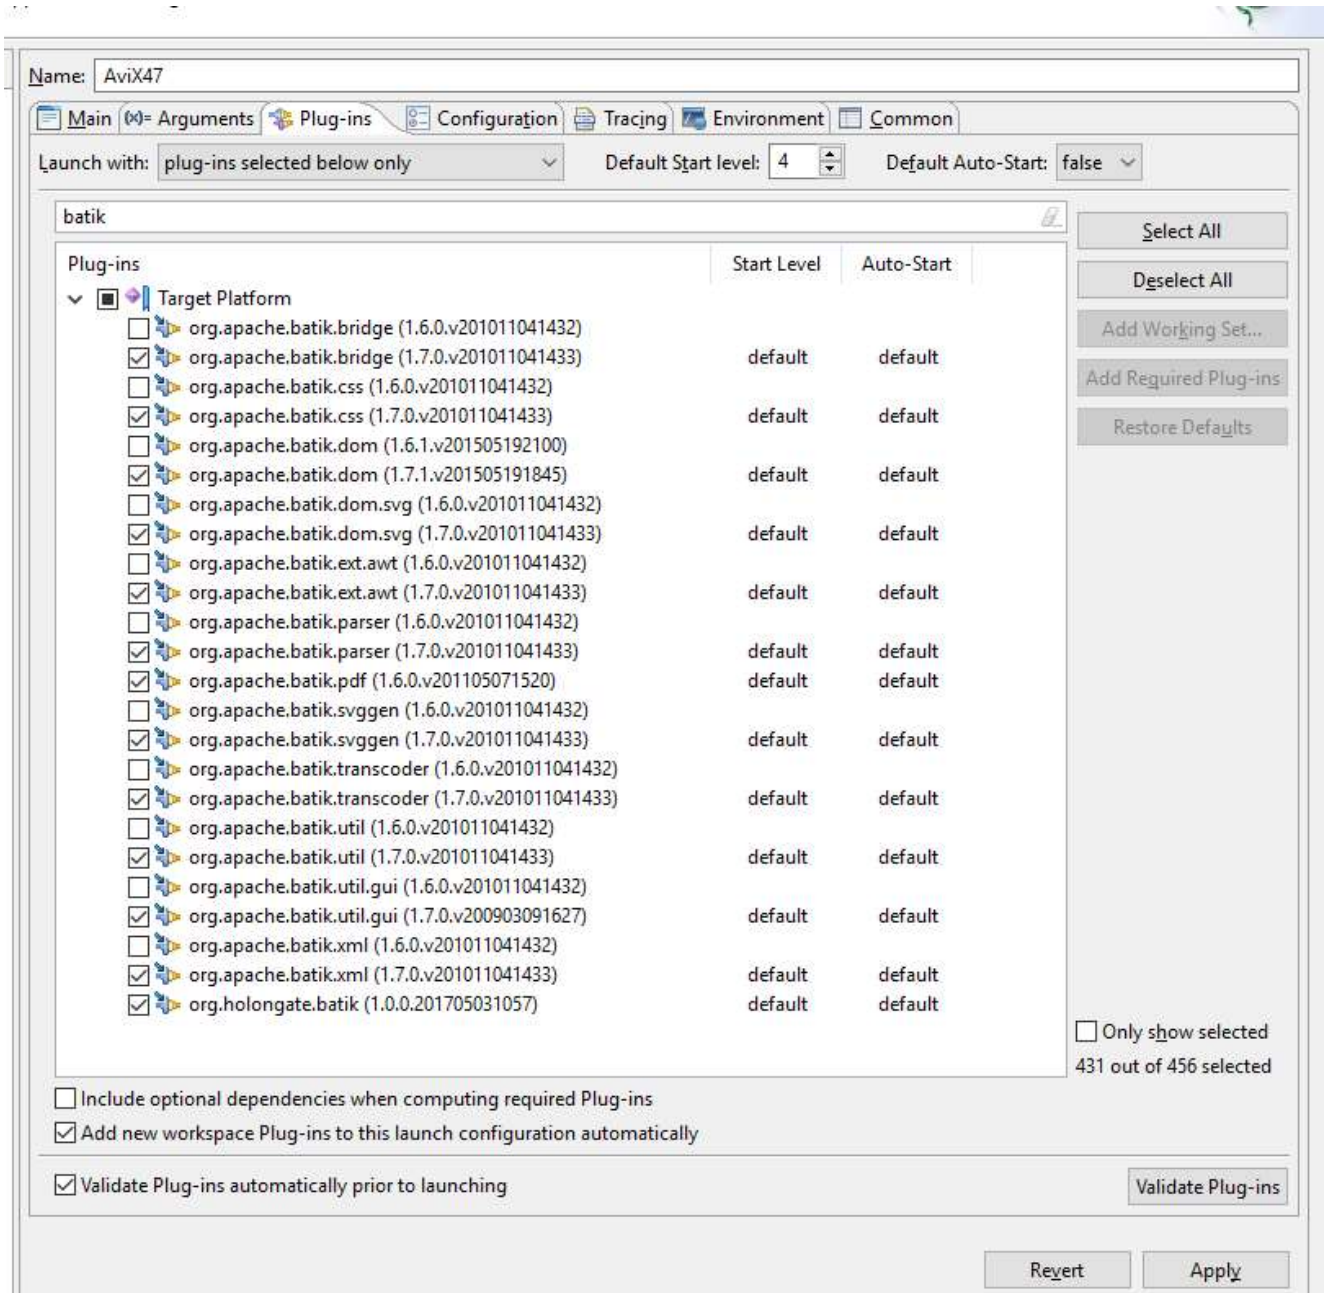 Name: AviX47
Main (x)= Arguments Plug-ins Configuration Tracing Environment Common
Launch with: plug-ins selected below only Default Start level: 4 Default Auto-Start: false
batik
Select All
Plug-ins Start Level Auto-Start
Deselect All
Target Platform
org.apache.batik.bridge (1.6.0.v201011041432)
Add Working Set...
org.apache.batik.bridge (1.7.0.v201011041433) default default
Add Required Plug-ins
org.apache.batik.css (1.6.0.v201011041432)
org.apache.batik.css (1.7.0.v201011041433) default default
Restore Defaults
org.apache.batik.dom (1.6.1.v201505192100)
org.apache.batik.dom (1.7.1.v201505191845) default default
org.apache.batik.dom.svg (1.6.0.v201011041432)
org.apache.batik.dom.svg (1.7.0.v201011041433) default default
org.apache.batik.ext.awt (1.6.0.v201011041432)
org.apache.batik.ext.awt (1.7.0.v201011041433) default default
org.apache.batik.parser (1.6.0.v201011041432)
org.apache.batik.parser (1.7.0.v201011041433) default default
org.apache.batik.pdf (1.6.0.v201105071520) default default
org.apache.batik.svggen (1.6.0.v201011041432)
org.apache.batik.svggen (1.7.0.v201011041433) default default
org.apache.batik.transcoder (1.6.0.v201011041432)
org.apache.batik.transcoder (1.7.0.v201011041433) default default
org.apache.batik.util (1.6.0.v201011041432)
org.apache.batik.util (1.7.0.v201011041433) default default
org.apache.batik.util.gui (1.6.0.v201011041432)
org.apache.batik.util.gui (1.7.0.v200903091627) default default
org.apache.batik.xml (1.6.0.v201011041432)
org.apache.batik.xml (1.7.0.v201011041433) default default
org.holongate.batik (1.0.0.201705031057) default default
Only show selected
431 out of 456 selected
Include optional dependencies when computing required Plug-ins
Add new workspace Plug-ins to this launch configuration automatically
Validate Plug-ins automatically prior to launching Validate Plug-ins
Revert Apply